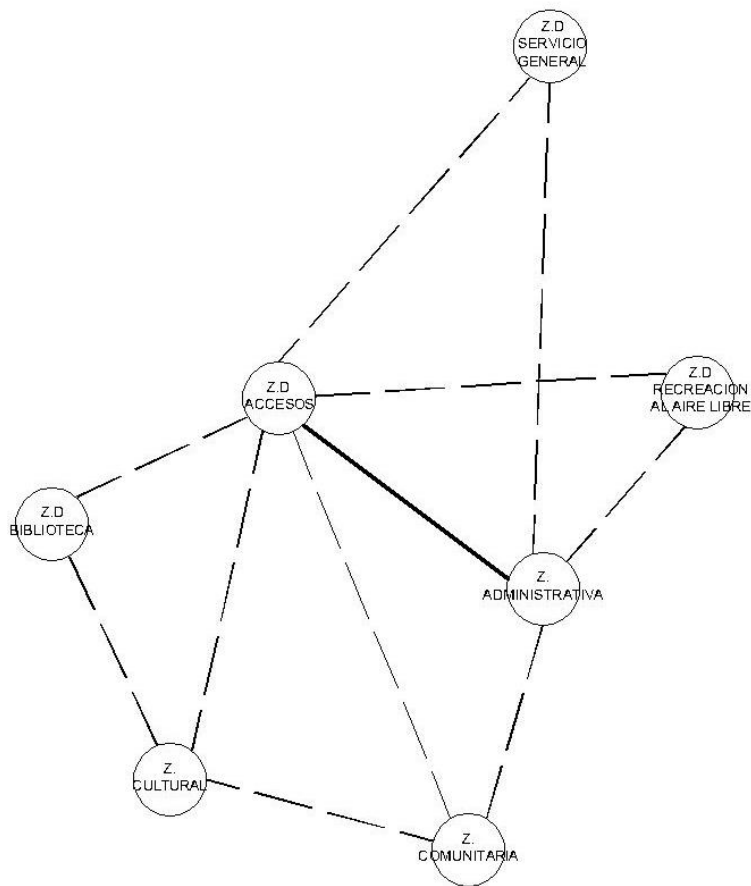 Z.D
SERVICIO
GENERAL
Z.D
RECREACION
AL AIRE LIBRE
Z.D
ACCESOS
Z.D
BIBLIOTECA
Z.
ADMINISTRATIVA
Z.
CULTURAL
Z.
COMUNITARIA